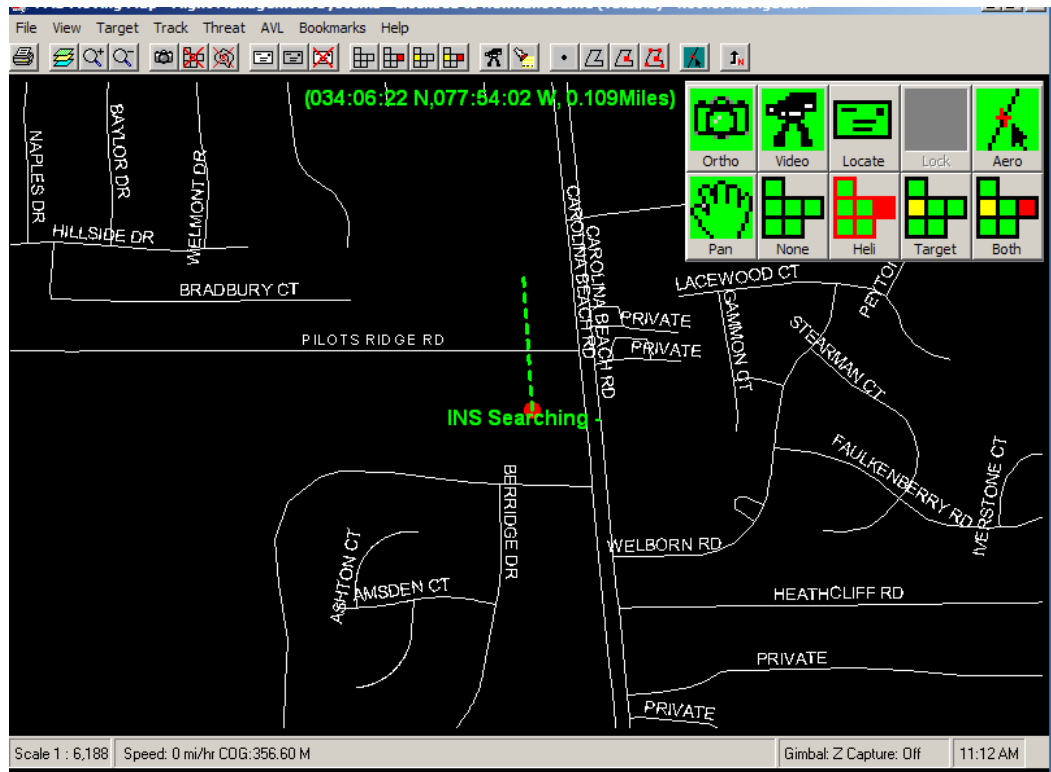 File View Target Track Threat AVL Bookmarks Help
(034:06:22 N,077:54:02 W, 0.109Miles)
Ortho Video Locate Lock Aero
Pan None Heli Target Both
NAPLES DR
BAYLOR DR
WELMONT DR
HILLSIDE DR
BRADBURY CT
CAROLINA BEACH RD
CAROLINA BEACH RD
LACEWOOD CT
GAMMON CT
PRIVATE
PRIVATE
PILOTS RIDGE RD
STEARMAN CT
INS Searching -
FAULKENBERRY RD
IVERSTONE CT
BERRIDGE DR
WELBORN RD
ASHTON CT
AMSDEN CT
HEATHCLIFF RD
PRIVATE
PRIVATE
Scale 1 : 6,188 Speed: 0 mi/hr COG:356.60 M Gimbal: Z Capture: Off 11:12 AM